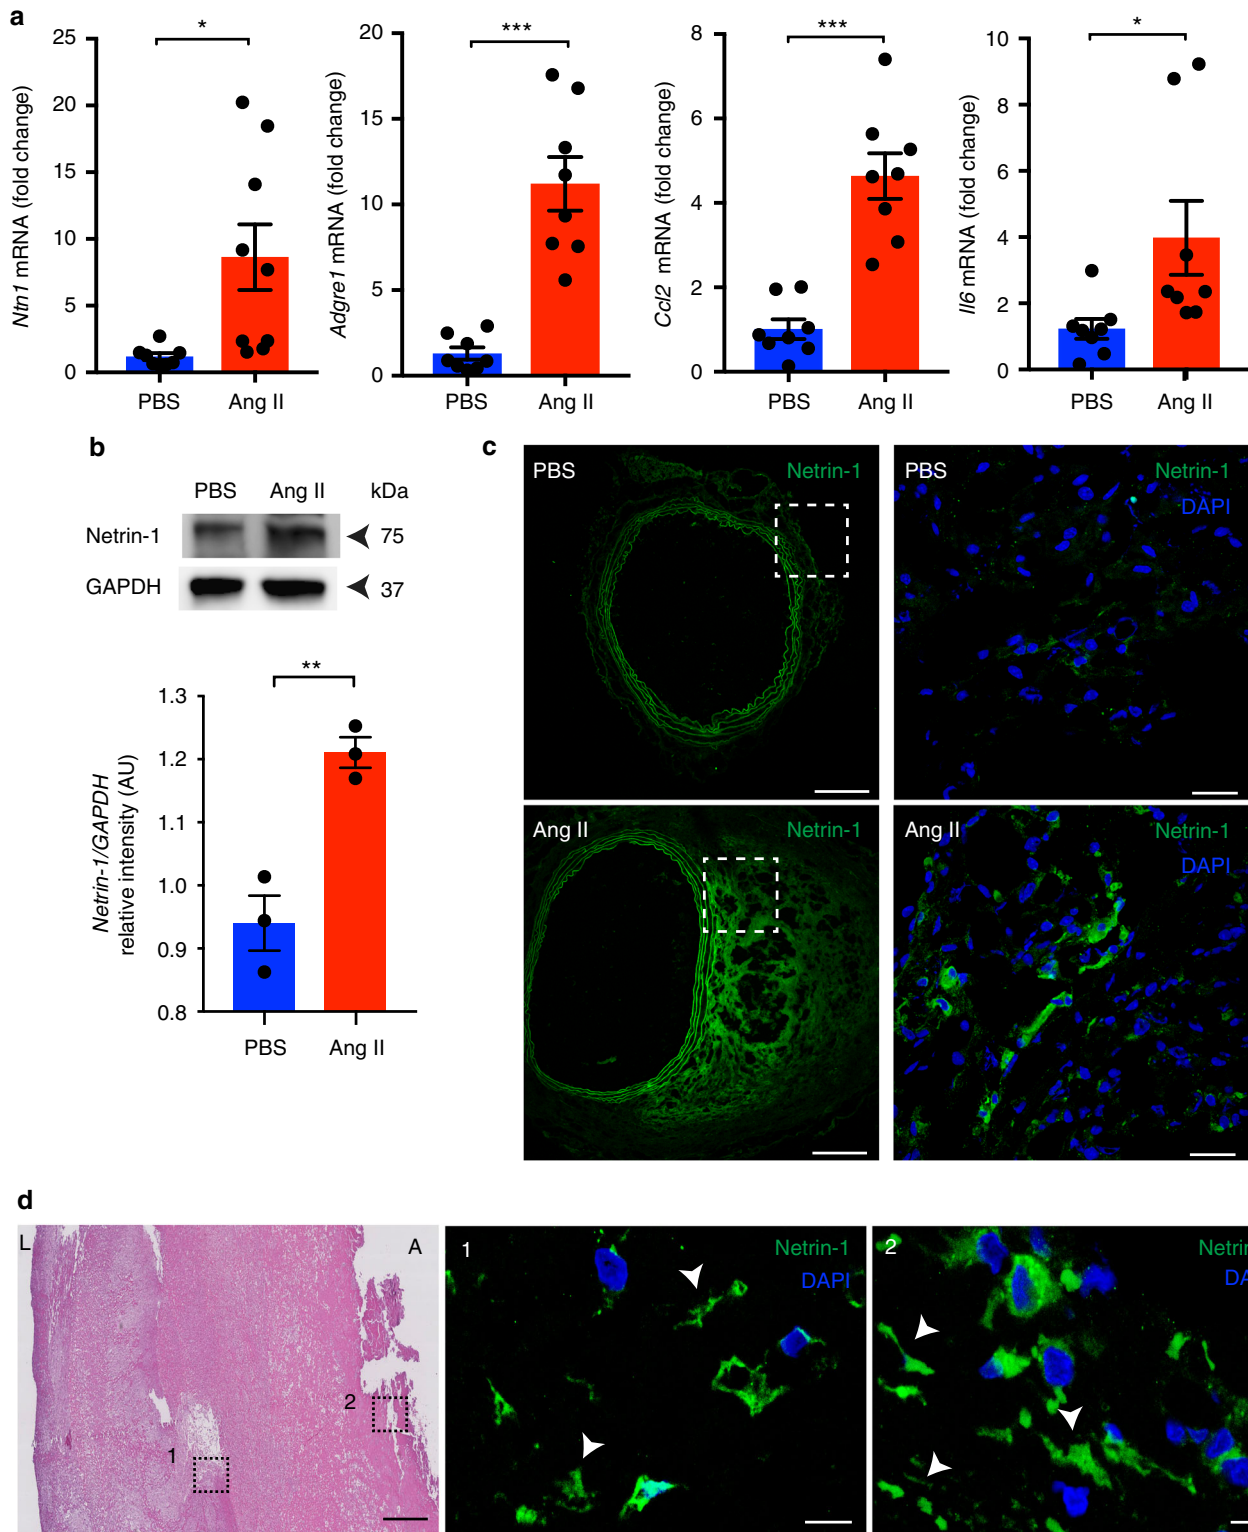 a
* *** *** *
Ntn1 mRNA (fold change)
25
20
15
10
5
0
PBS Ang II
Adgre1 mRNA (fold change)
20
15
10
5
0
PBS Ang II
Ccl2 mRNA (fold change)
8
6
4
2
0
PBS Ang II
Il6 mRNA (fold change)
10
8
6
4
2
0
PBS Ang II
b
PBS Ang II kDa
Netrin-1 75
GAPDH 37
**
Netrin-1/GAPDH
relative intensity (AU)
1.3
1.2
1.1
1.0
0.9
0.8
PBS Ang II
c
PBS Netrin-1
PBS Netrin-1
DAPI
Ang II Netrin-1
Ang II Netrin-1
DAPI
d
L A
2
1
1 Netrin-1
DAPI
2 Netrin
DA